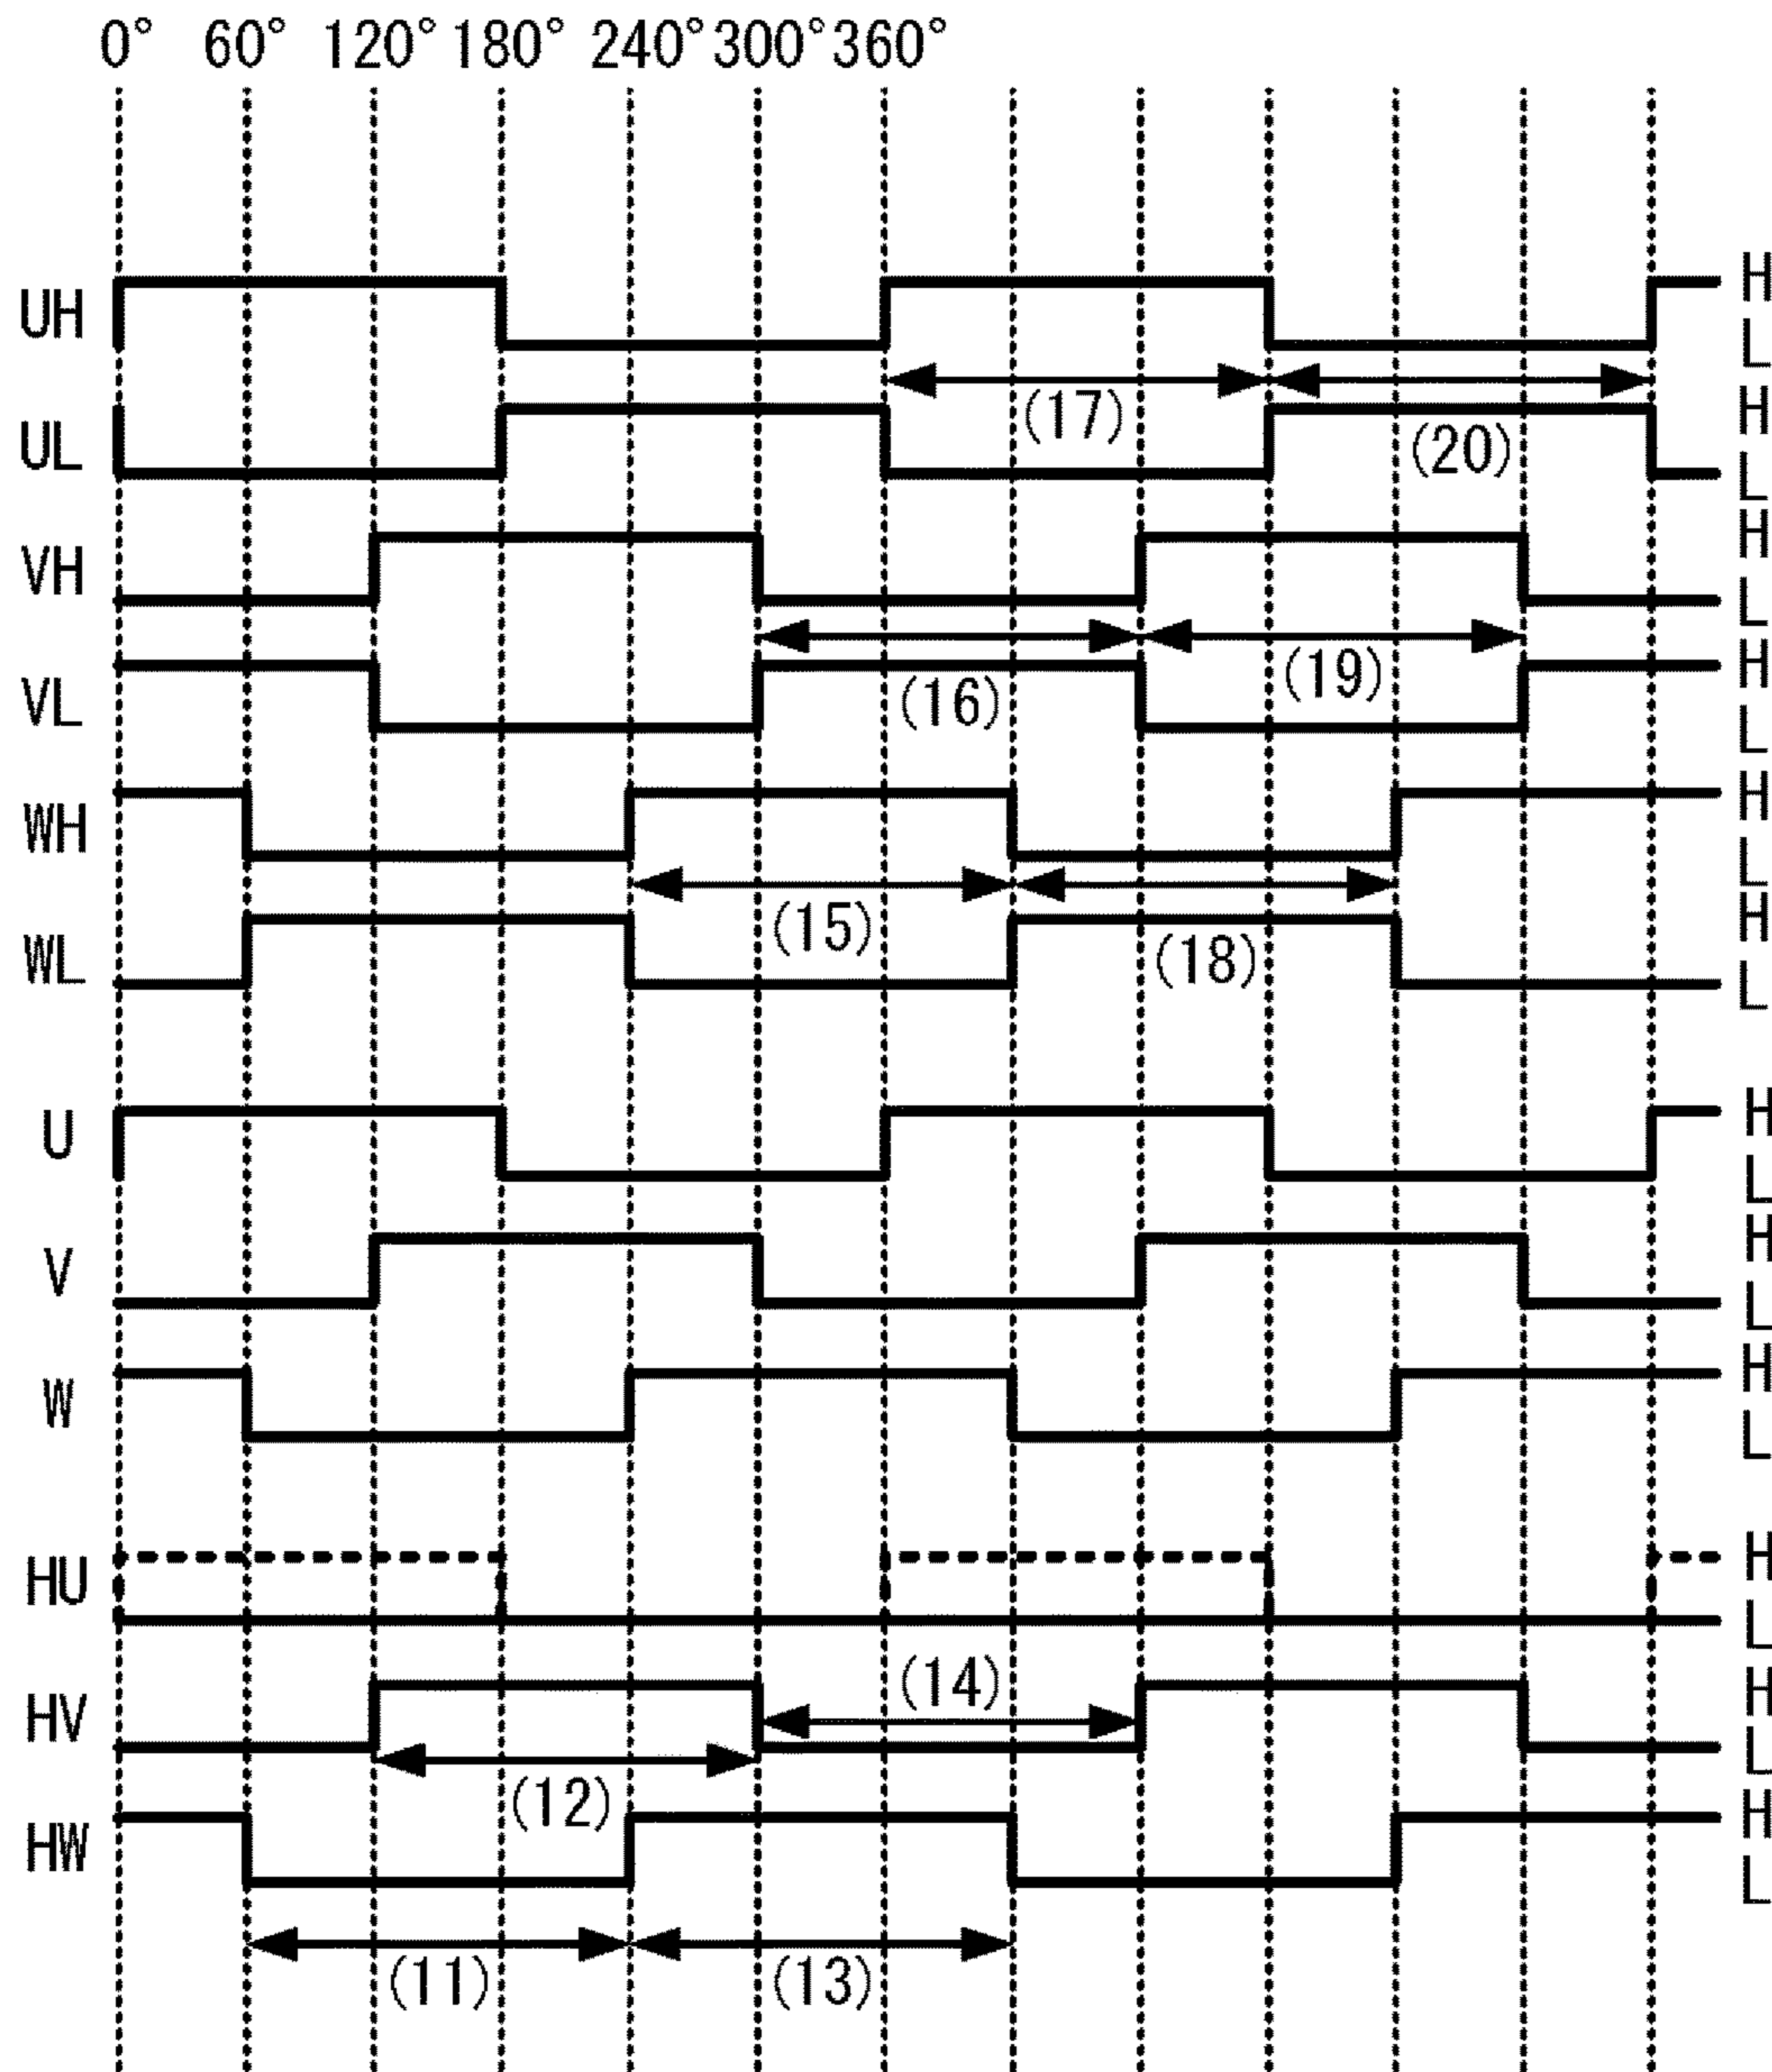 0° 60° 120° 180° 240° 300° 360°
UH H
L
(17)
UL H
(20)
L
VH H
L
VL H
(19)
(16)
L
WH H
L
WL H
(15)
(18)
L
U H
L
V H
L
W H
L
HU H
L
HV (14) H
L
(12)
HW H
L
(11) (13)